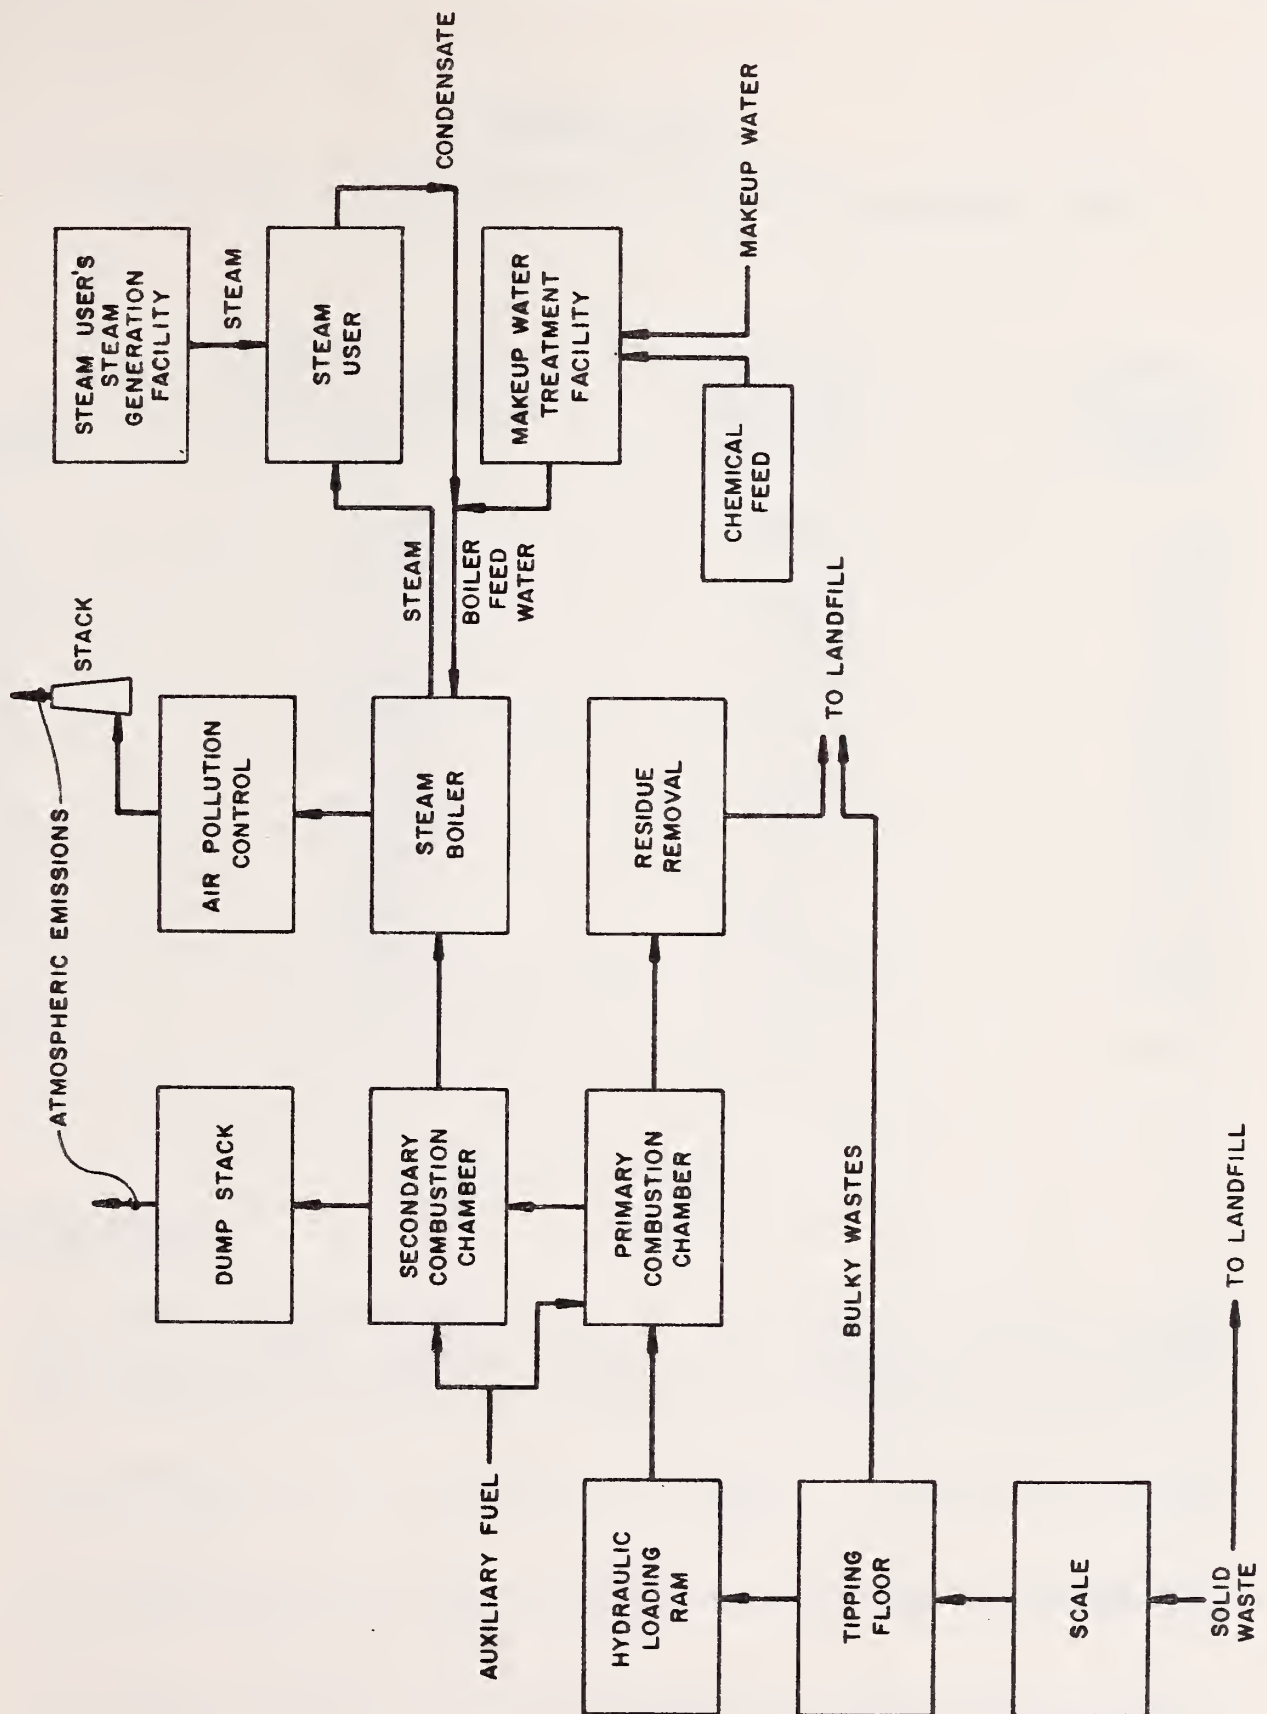 ATMOSPHERIC EMISSIONS
STACK
STEAM USER'S
STEAM
GENERATION
FACILITY
DUMP STACK
AIR POLLUTION
CONTROL
STEAM
STEAM
USER
CONDENSATE
SECONDARY
COMBUSTION
CHAMBER
STEAM
BOILER
STEAM
BOILER
FEED
WATER
AUXILIARY FUEL
MAKEUP WATER
TREATMENT
FACILITY
HYDRAULIC
LOADING
RAM
PRIMARY
COMBUSTION
CHAMBER
RESIDUE
REMOVAL
CHEMICAL
FEED
MAKEUP WATER
TIPPING
FLOOR
BULKY WASTES
TO LANDFILL
SCALE
SOLID
WASTE
TO LANDFILL